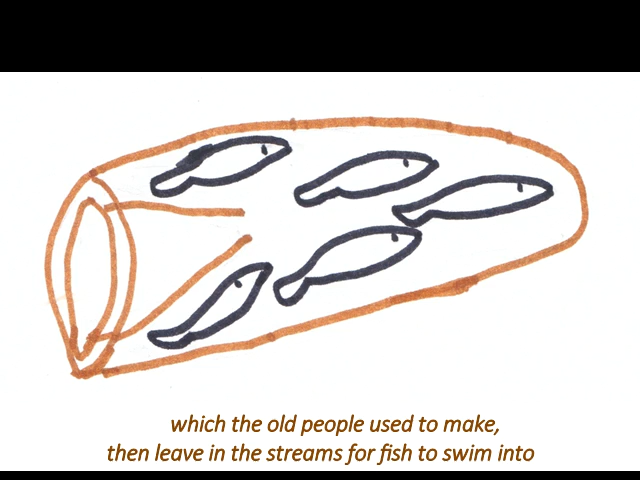 which the old people used to make,
then leave in the streams for fish to swim into